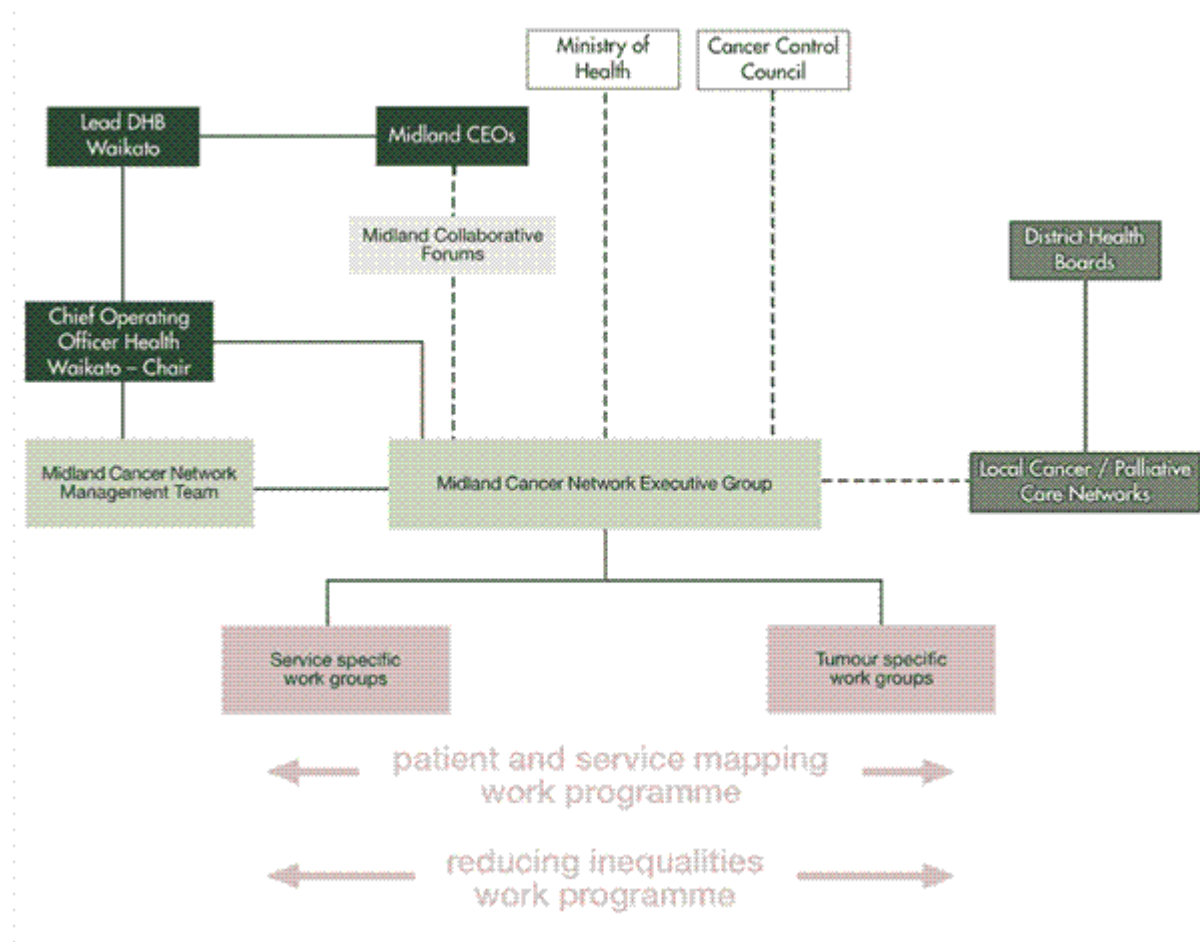 Ministry of
Health
Cancer Control
Council
Lead DHB
Waikato
Midland CEOs
Midland Collaborative
Forums
District Health
Boards
Chief Operating
Officer Health
Waikato – Chair
Midland Cancer Network
Management Team
Midland Cancer Network Executive Group
Local Cancer / Palliative
Care Networks
Service specific
work groups
Tumour specific
work groups
patient and service mapping
work programme
reducing inequalities
work programme